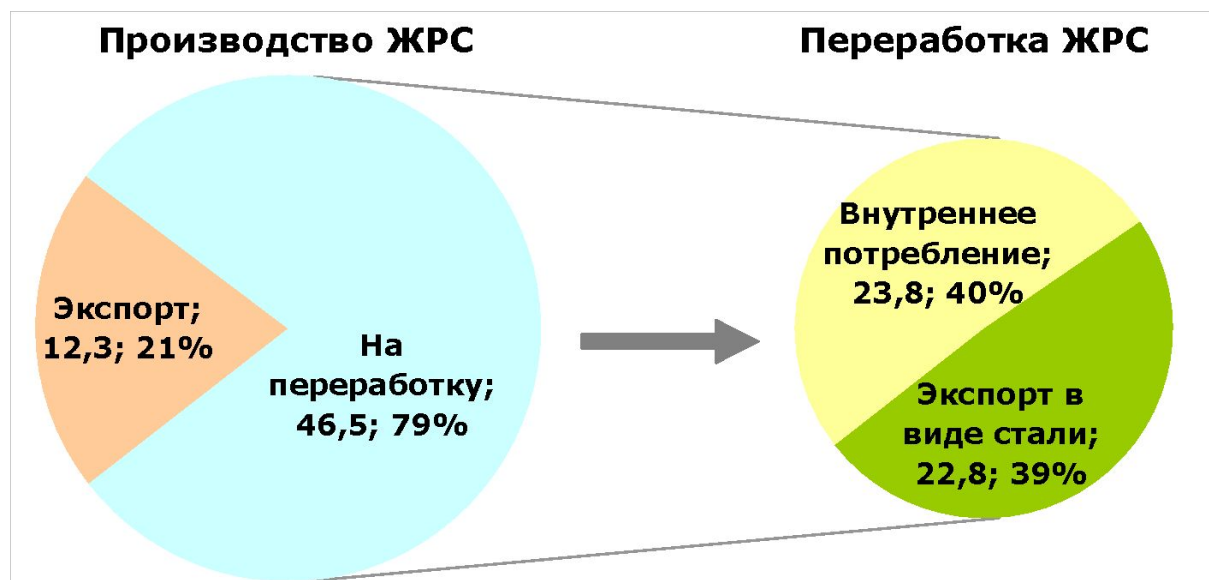 Производство ЖРС
Переработка ЖРС
Экспорт;
12,3; 21%
На
переработку;
46,5; 79%
Внутреннее
потребление;
23,8; 40%
Экспорт в
виде стали;
22,8; 39%